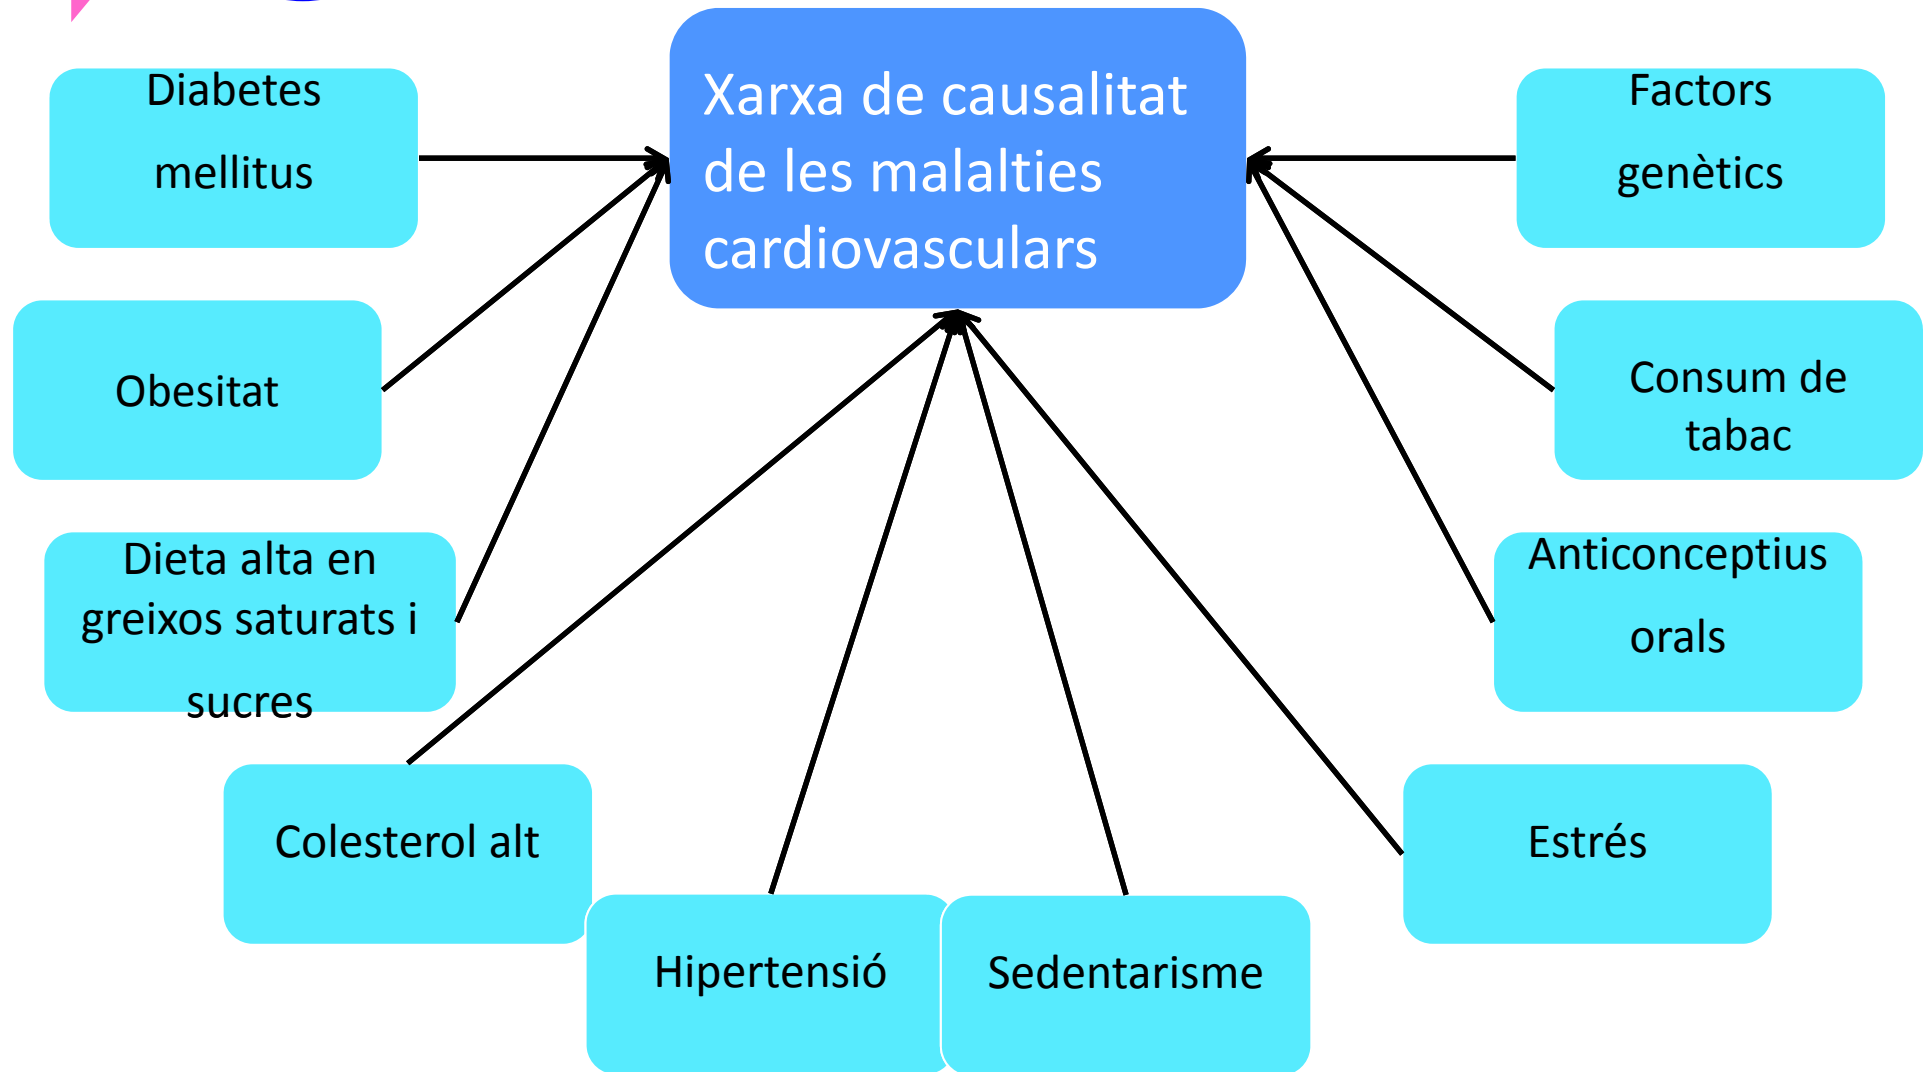 Xarxa de causalitat
de les malalties
cardiovasculars
Diabetes
mellitus
Obesitat
Dieta alta en
greixos saturats i
sucres
Colesterol alt
Hipertensió
Sedentarisme
Estrés
Anticonceptius
orals
Consum de
tabac
Factors
genètics